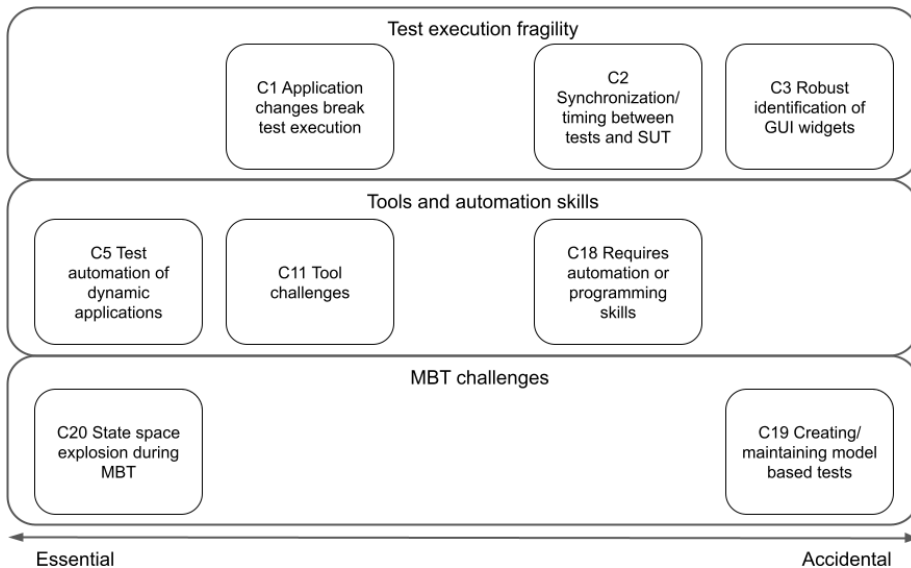 Test execution fragility
C1 Application
changes break
test execution
C2
Synchronization/
timing between
tests and SUT
C3 Robust
identification of
GUI widgets
Tools and automation skills
C5 Test
automation of
dynamic
applications
C11 Tool
challenges
C18 Requires
automation or
programming
skills
MBT challenges
C20 State space
explosion during
MBT
C19 Creating/
maintaining model
based tests
Essential
Accidental